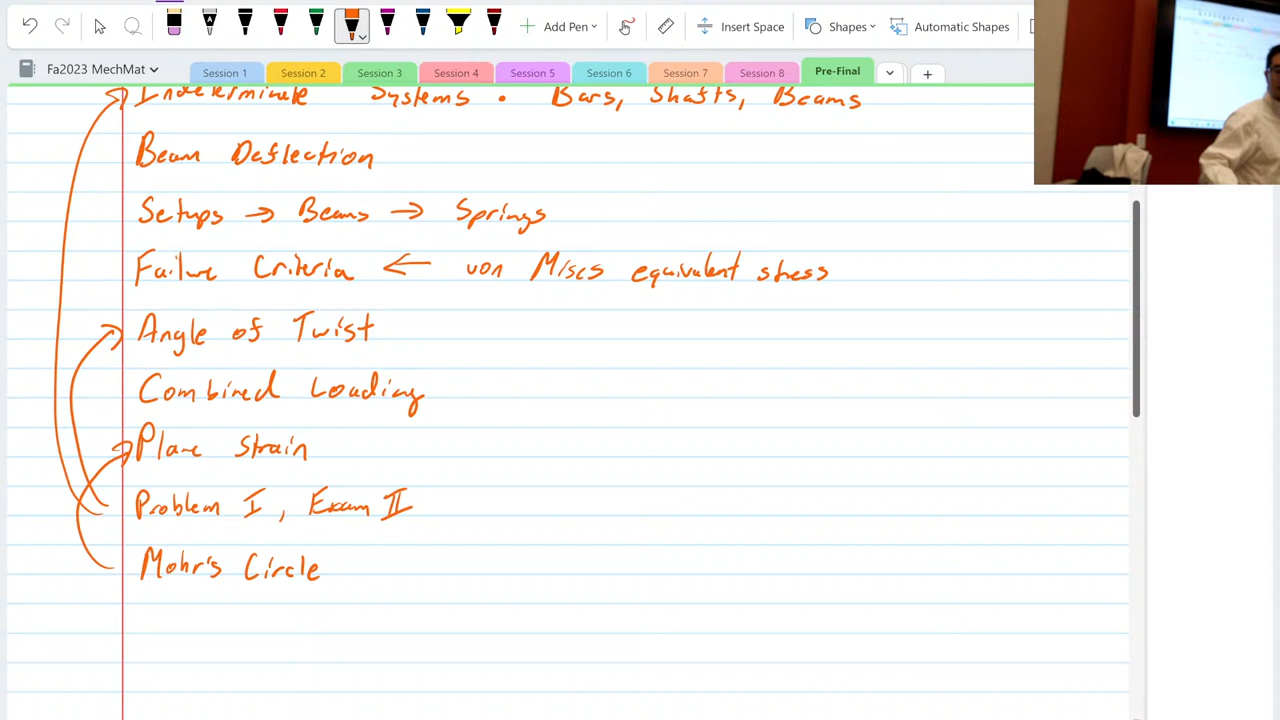 Add Pen
Insert Space
Shapes
Automatic Shapes
Fa2023 MechMat
Session 1
Session 2
Session 3
Session 4
Session 5
Session 6
Session 7
Session 8
Pre-Final
Indeterminate Systems. Bars, Shafts, Beams
Beam Deflection
Setups → Beams → Springs
Failure Criteria ← von Mises equivalent stress
Angle of Twist
Combined Loading
Plane Strain
Problem I, Exam II
Mohr's Circle